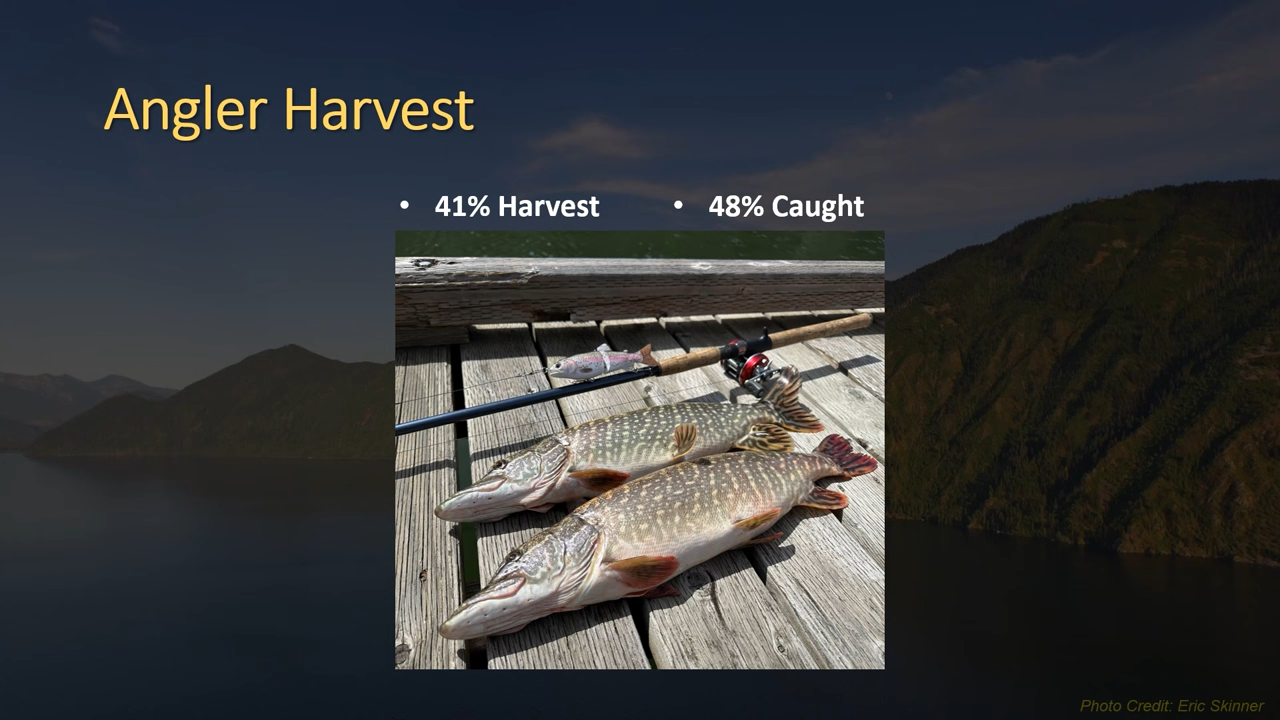 Angler Harvest
• 41% Harvest
• 48% Caught
Photo Credit: Eric Skinner